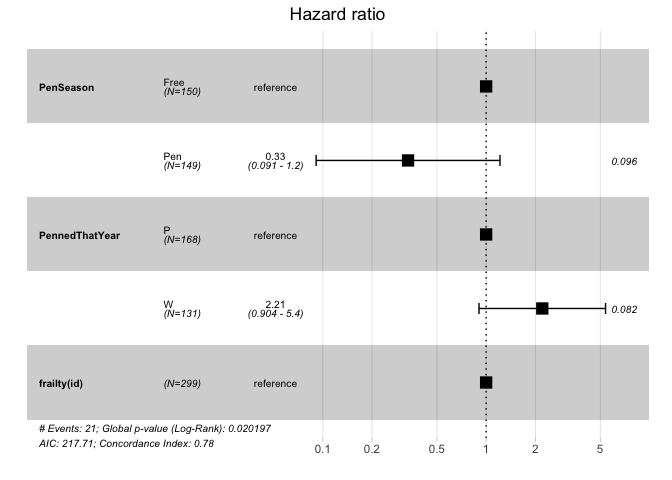 Hazard ratio
PenSeason
Free
(N=150)
reference
Pen
(N=149)
0.33
(0.091 - 1.2)
0.096
PennedThatYear
P
(N=168)
reference
W
(N=131)
2.21
(0.904 - 5.4)
0.082
frailty(id)
(N=299)
reference
# Events: 21; Global p-value (Log-Rank): 0.020197
AIC: 217.71; Concordance Index: 0.78
0.1 0.2 0.5 1 2 5